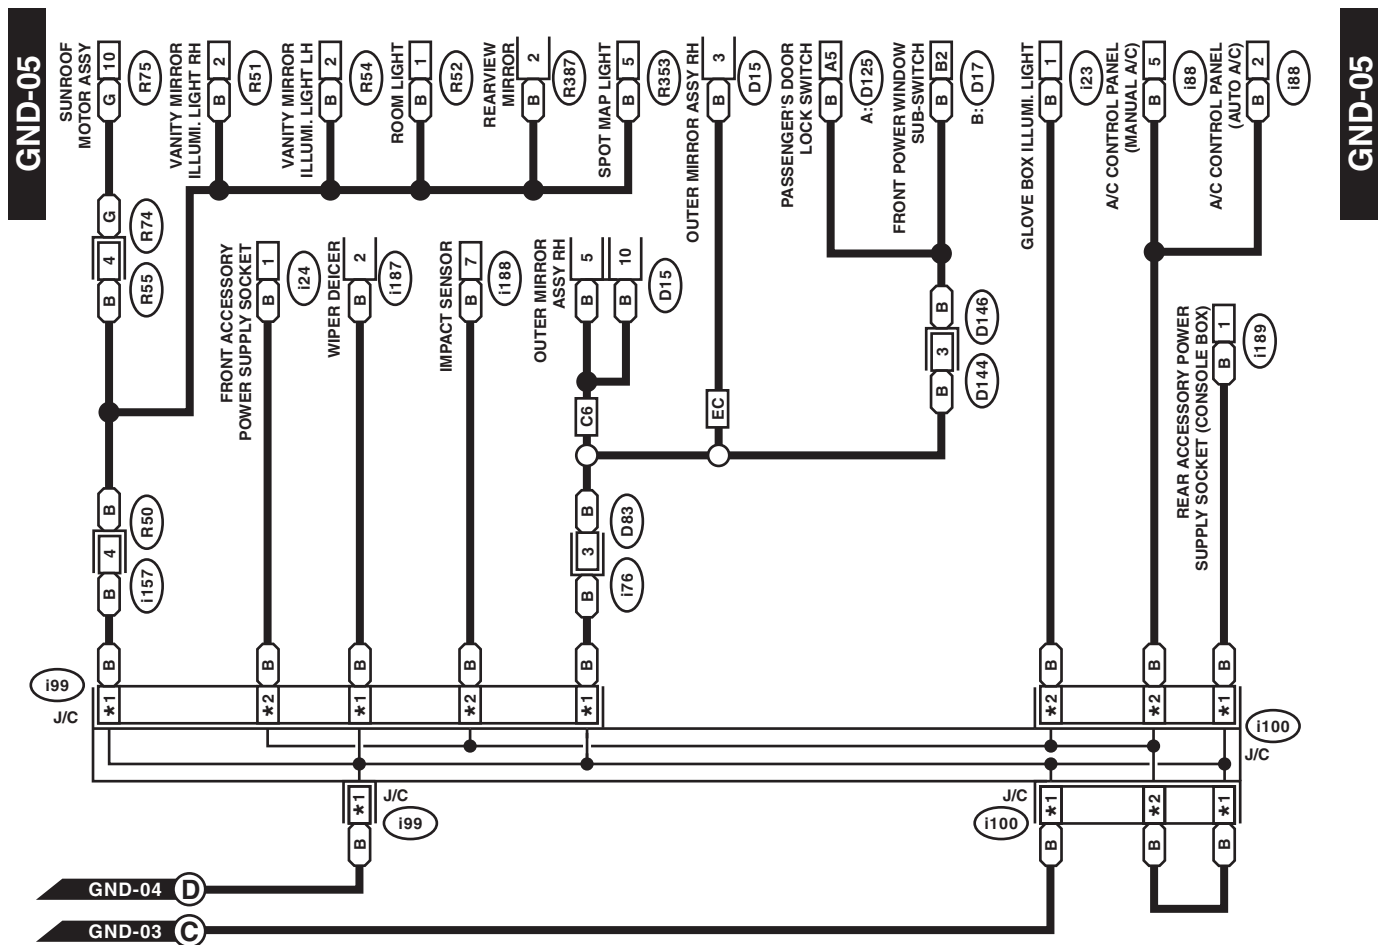 GND-05
GND-05
SUNROOF
MOTOR ASSY
10
G
R75
VANITY MIRROR
ILLUMI. LIGHT RH
2
B
R51
VANITY MIRROR
ILLUMI. LIGHT LH
2
B
R54
ROOM LIGHT
1
B
R52
REARVIEW
MIRROR
2
B
R387
SPOT MAP LIGHT
5
B
R353
OUTER MIRROR ASSY RH
3
B
D15
PASSENGER'S DOOR
LOCK SWITCH
A5
B
A: D125
FRONT POWER WINDOW
SUB-SWITCH
B2
B
B: D17
GLOVE BOX ILLUMI. LIGHT
1
B
i23
A/C CONTROL PANEL
(MANUAL A/C)
5
B
i88
A/C CONTROL PANEL
(AUTO A/C)
2
B
i88
G
R74
4
R55
B
FRONT ACCESSORY
POWER SUPPLY SOCKET
1
B
i24
WIPER DEICER
2
B
i187
IMPACT SENSOR
7
B
i188
OUTER MIRROR
ASSY RH
5
10
B
B
D15
B
D146
3
D144
B
REAR ACCESSORY POWER
SUPPLY SOCKET (CONSOLE BOX)
1
B
i189
C6
EC
B
R50
4
i157
B
B
D83
3
i76
B
i99
J/C
B
B
B
B
B
B
B
B
*1
*2
*1
*2
*1
*2
*2
*1
i100
J/C
*1
J/C
i99
B
J/C
i100
*1
*2
*1
B
B
B
GND-04
D
GND-03
C